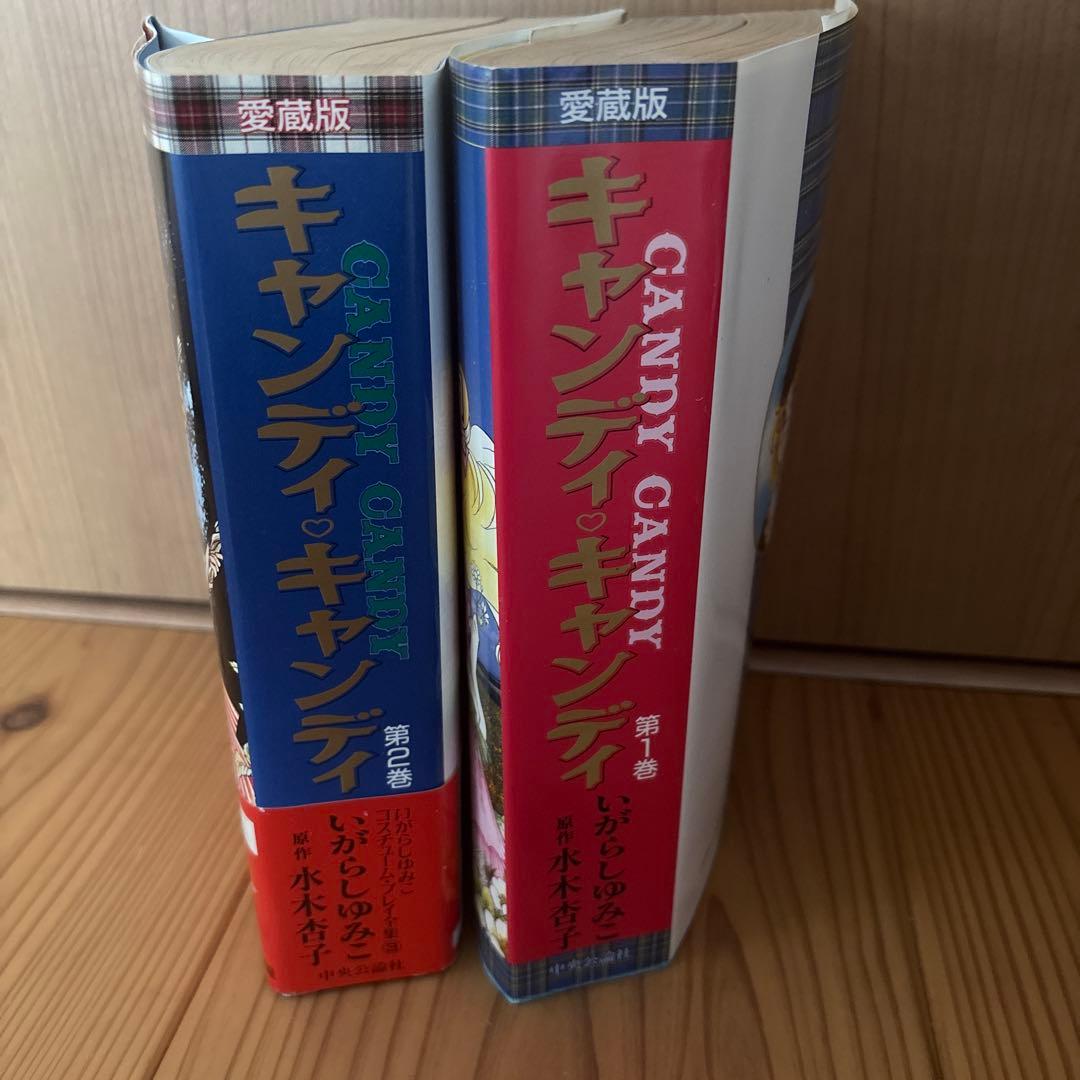 愛蔵版
キャンディ♡キャンディ
CANDY CANDY
第2巻
いがらしゆみこ
コスチューム・プレイ全集③
いがらしゆみこ
原作 水木杏子
中央公論社
愛蔵版
キャンディ♡キャンディ
CANDY CANDY
第1巻
いがらしゆみこ
原作 水木杏子
中央公論社